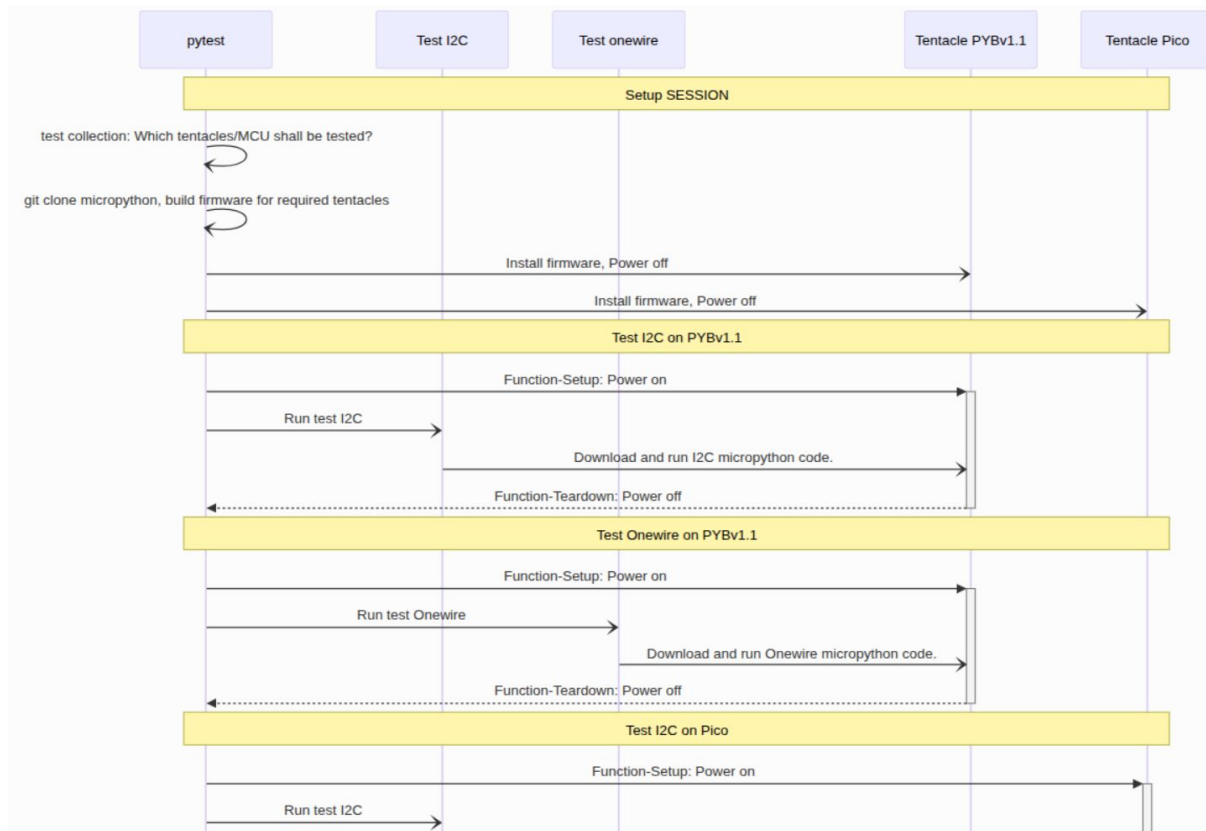 pytest
Test I2C
Test onewire
Tentacle PYBv1.1
Tentacle Pico
Setup SESSION
test collection: Which tentacles/MCU shall be tested?
git clone micropython, build firmware for required tentacles
Install firmware, Power off
Install firmware, Power off
Test I2C on PYBv1.1
Function-Setup: Power on
Run test I2C
Download and run I2C micropython code.
Function-Teardown: Power off
Test Onewire on PYBv1.1
Function-Setup: Power on
Run test Onewire
Download and run Onewire micropython code.
Function-Teardown: Power off
Test I2C on Pico
Function-Setup: Power on
Run test I2C